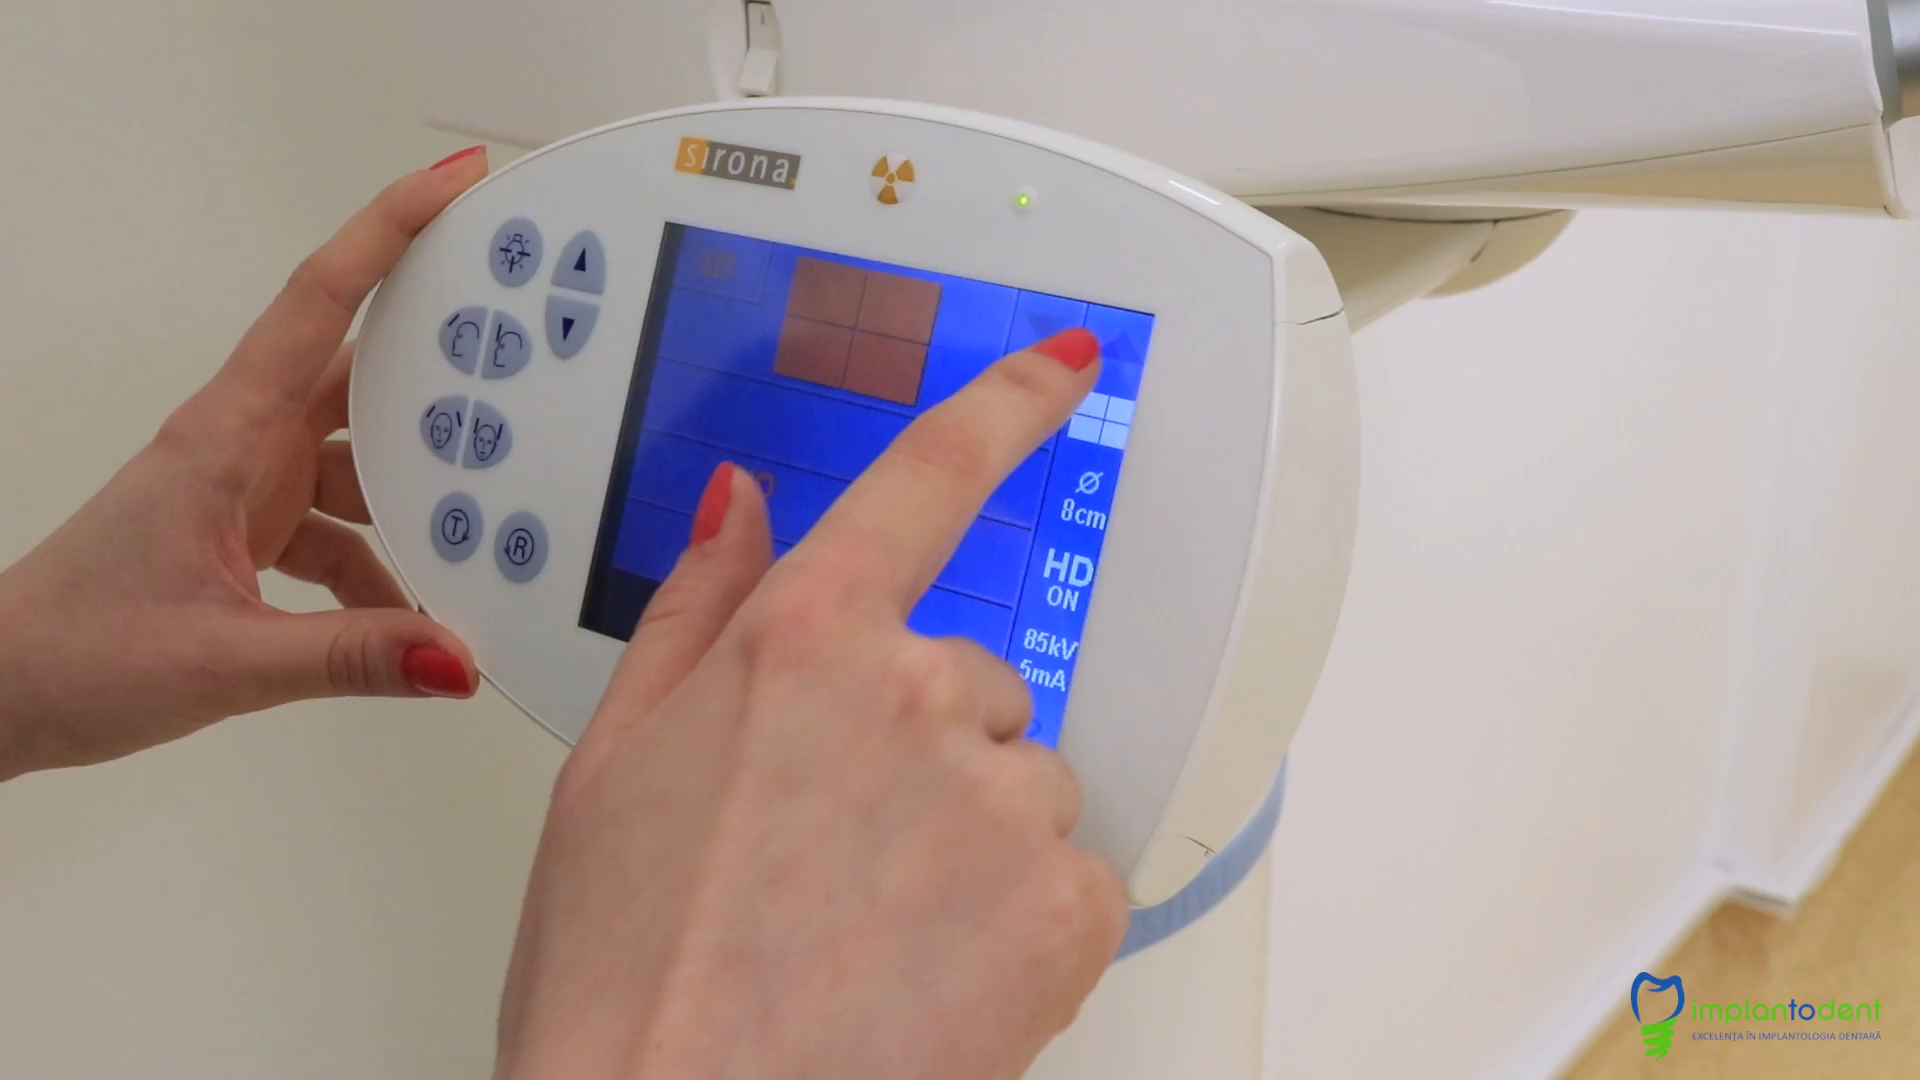 sirona.
8cm
HD
ON
85kV
5mA
T
R
implantodent
EXCELENȚA ÎN IMPLANTOLOGIA DENTARĂ